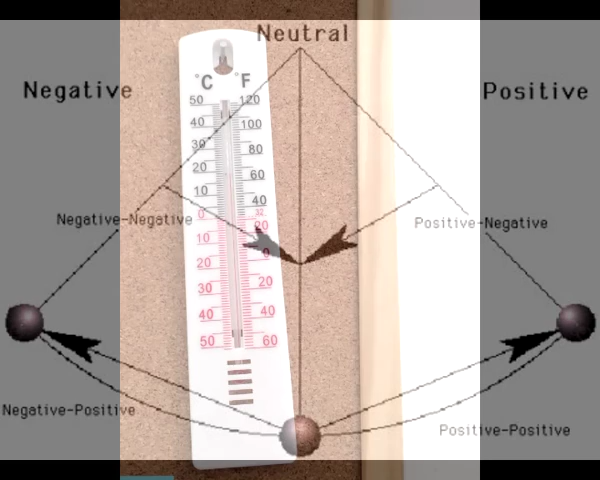 Neutral
Negative
Positive
°C °F
50 120
40 100
30 80
20 60
10 40
0 32
20
10 0
20 20
30
40 40
50 60
Negative-Negative
Positive-Negative
Negative-Positive
Positive-Positive